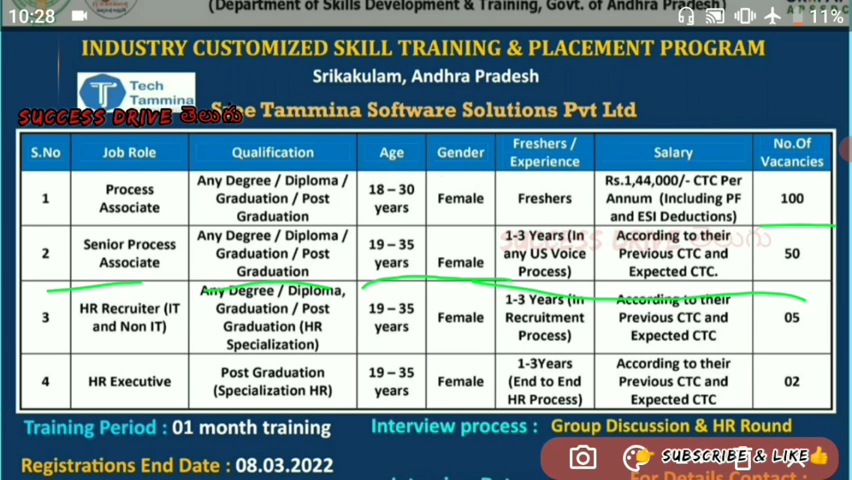 10:28
11%
(Department of Skills Development & Training, Govt. of Andhra Pradesh)
INDUSTRY CUSTOMIZED SKILL TRAINING & PLACEMENT PROGRAM
Srikakulam, Andhra Pradesh
Tech
Tammina
Sree Tammina Software Solutions Pvt Ltd
SUCCESS DRIVE తెలుగు
S.No Job Role Qualification Age Gender Freshers / Experience Salary No.Of Vacancies
1 Process Associate Any Degree / Diploma / Graduation / Post Graduation 18 – 30 years Female Freshers Rs.1,44,000/- CTC Per Annum (Including PF and ESI Deductions) 100
2 Senior Process Associate Any Degree / Diploma / Graduation / Post Graduation 19 – 35 years Female 1-3 Years (In any US Voice Process) According to their Previous CTC and Expected CTC. 50
SUCCESS DRIVE తెలుగు
3 HR Recruiter (IT and Non IT) Any Degree / Diploma, Graduation / Post Graduation (HR Specialization) 19 – 35 years Female 1-3 Years (In Recruitment Process) According to their Previous CTC and Expected CTC 05
4 HR Executive Post Graduation (Specialization HR) 19 – 35 years Female 1-3Years (End to End HR Process) According to their Previous CTC and Expected CTC 02
Training Period : 01 month training
Interview process : Group Discussion & HR Round
Registrations End Date : 08.03.2022
SUBSCRIBE & LIKE
For Details Contact :